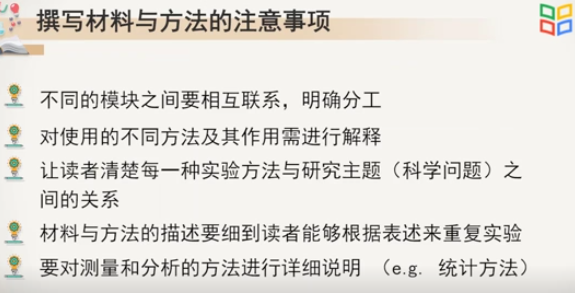 撰写材料与方法的注意事项
不同的模块之间要相互联系，明确分工
对使用的不同方法及其作用需进行解释
让读者清楚每一种实验方法与研究主题（科学问题）之
间的关系
材料与方法的描述要细到读者能够根据表述来重复实验
要对测量和分析的方法进行详细说明 （e.g. 统计方法）